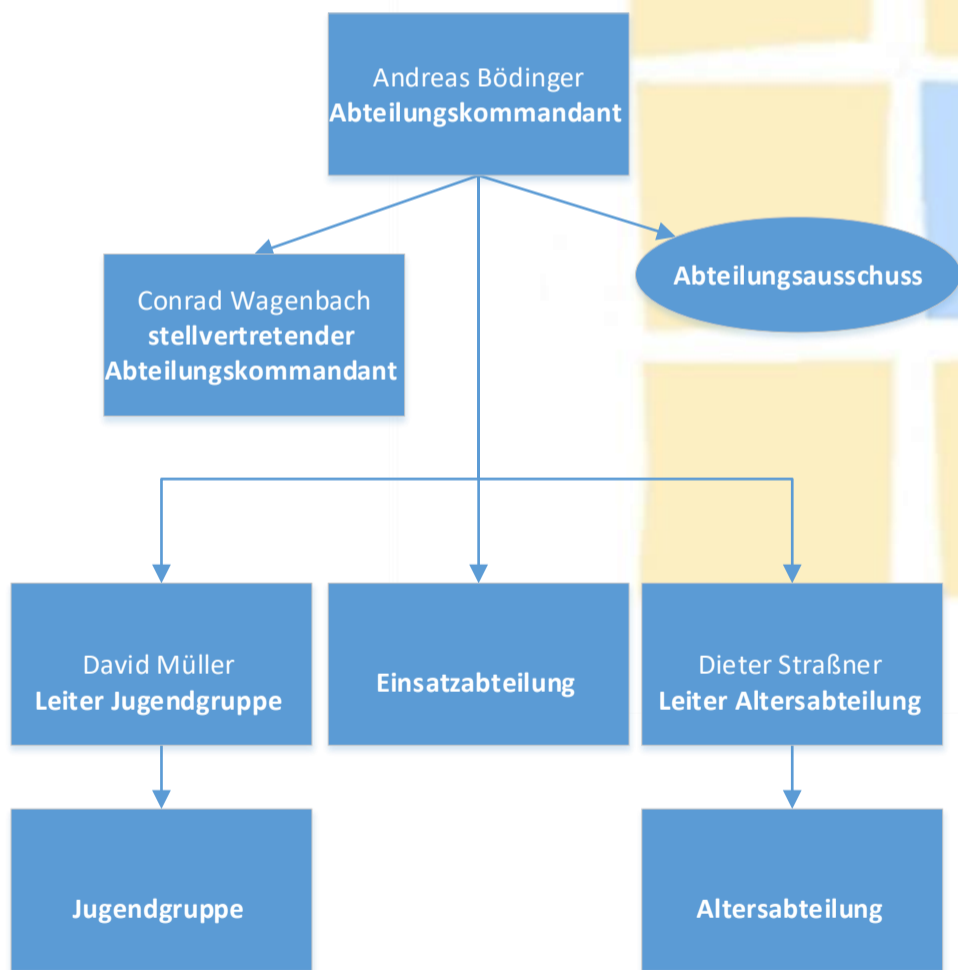 Andreas Bödinger
Abteilungskommandant
Conrad Wagenbach
stellvertretender
Abteilungskommandant
Abteilungsausschuss
David Müller
Leiter Jugendgruppe
Einsatzabteilung
Dieter Straßner
Leiter Altersabteilung
Jugendgruppe
Altersabteilung